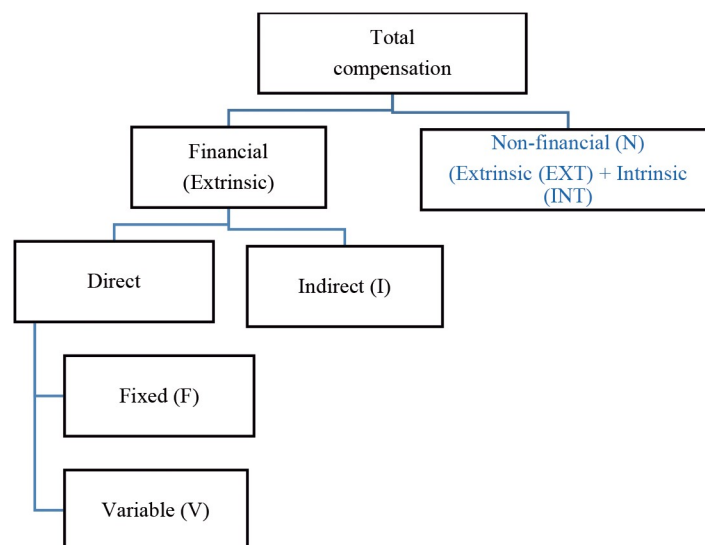 Total
compensation
Financial
(Extrinsic)
Non-financial (N)
(Extrinsic (EXT) + Intrinsic
(INT)
Direct
Indirect (I)
Fixed (F)
Variable (V)